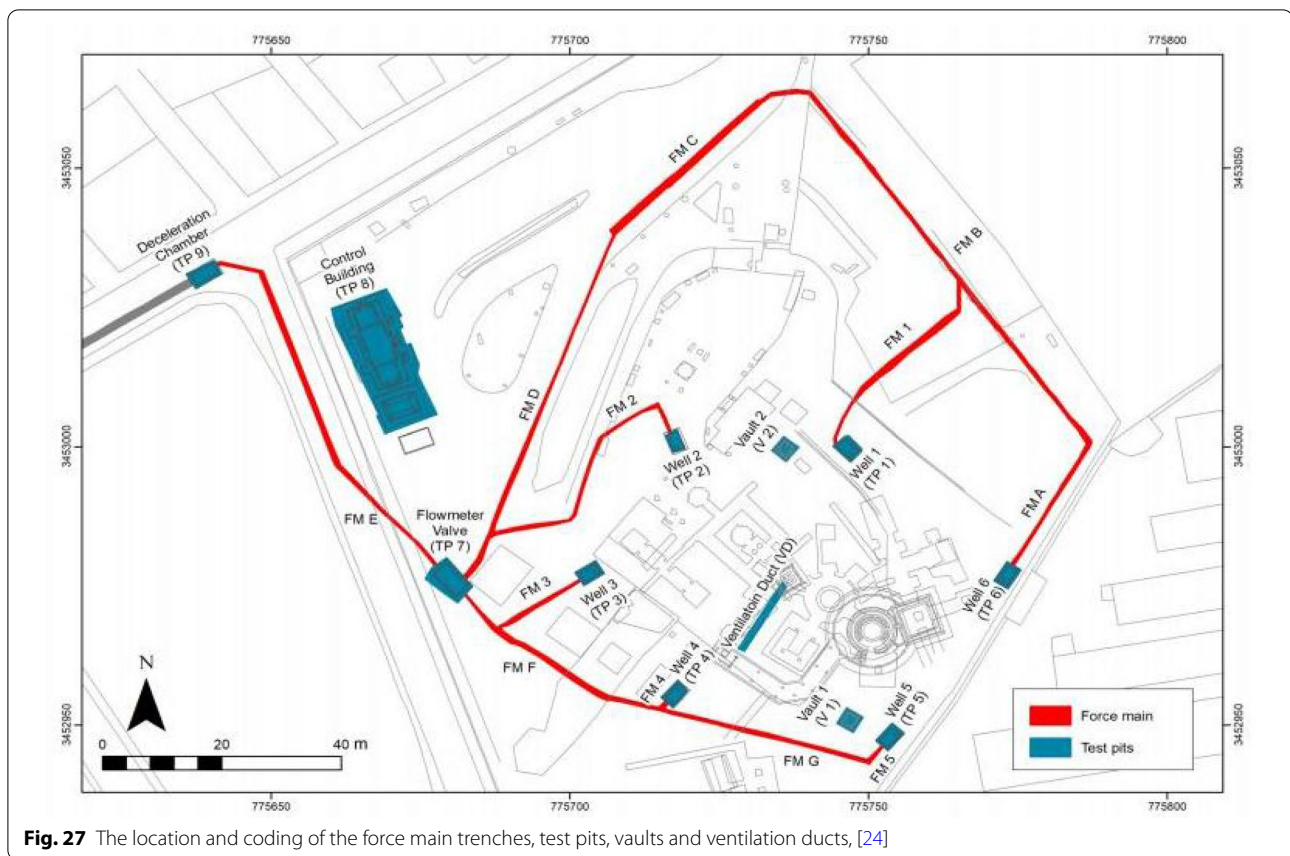 775650
775700
775750
775800
3453050
3453050
FM C
FM B
Deceleration
Chamber
(TP 9)
Control
Building
(TP 8)
FM 1
FM D
FM 2
Vault 2
(V 2)
Well 1
(TP 1)
Well 2
(TP 2)
3453000
3453000
FM A
FM E
Flowmeter
Valve
(TP 7)
FM 3
Well 3
(TP 3)
Ventilatoin Duct (VD)
Well 6
(TP 6)
FM F
FM 4
Well 4
(TP 4)
Vault 1
(V 1)
Well 5
(TP 5)
FM G
FM 5
3452950
3452950
N
0 20 40 m
Force main
Test pits
775650
775700
775750
775800
Fig. 27 The location and coding of the force main trenches, test pits, vaults and ventilation ducts, [24]